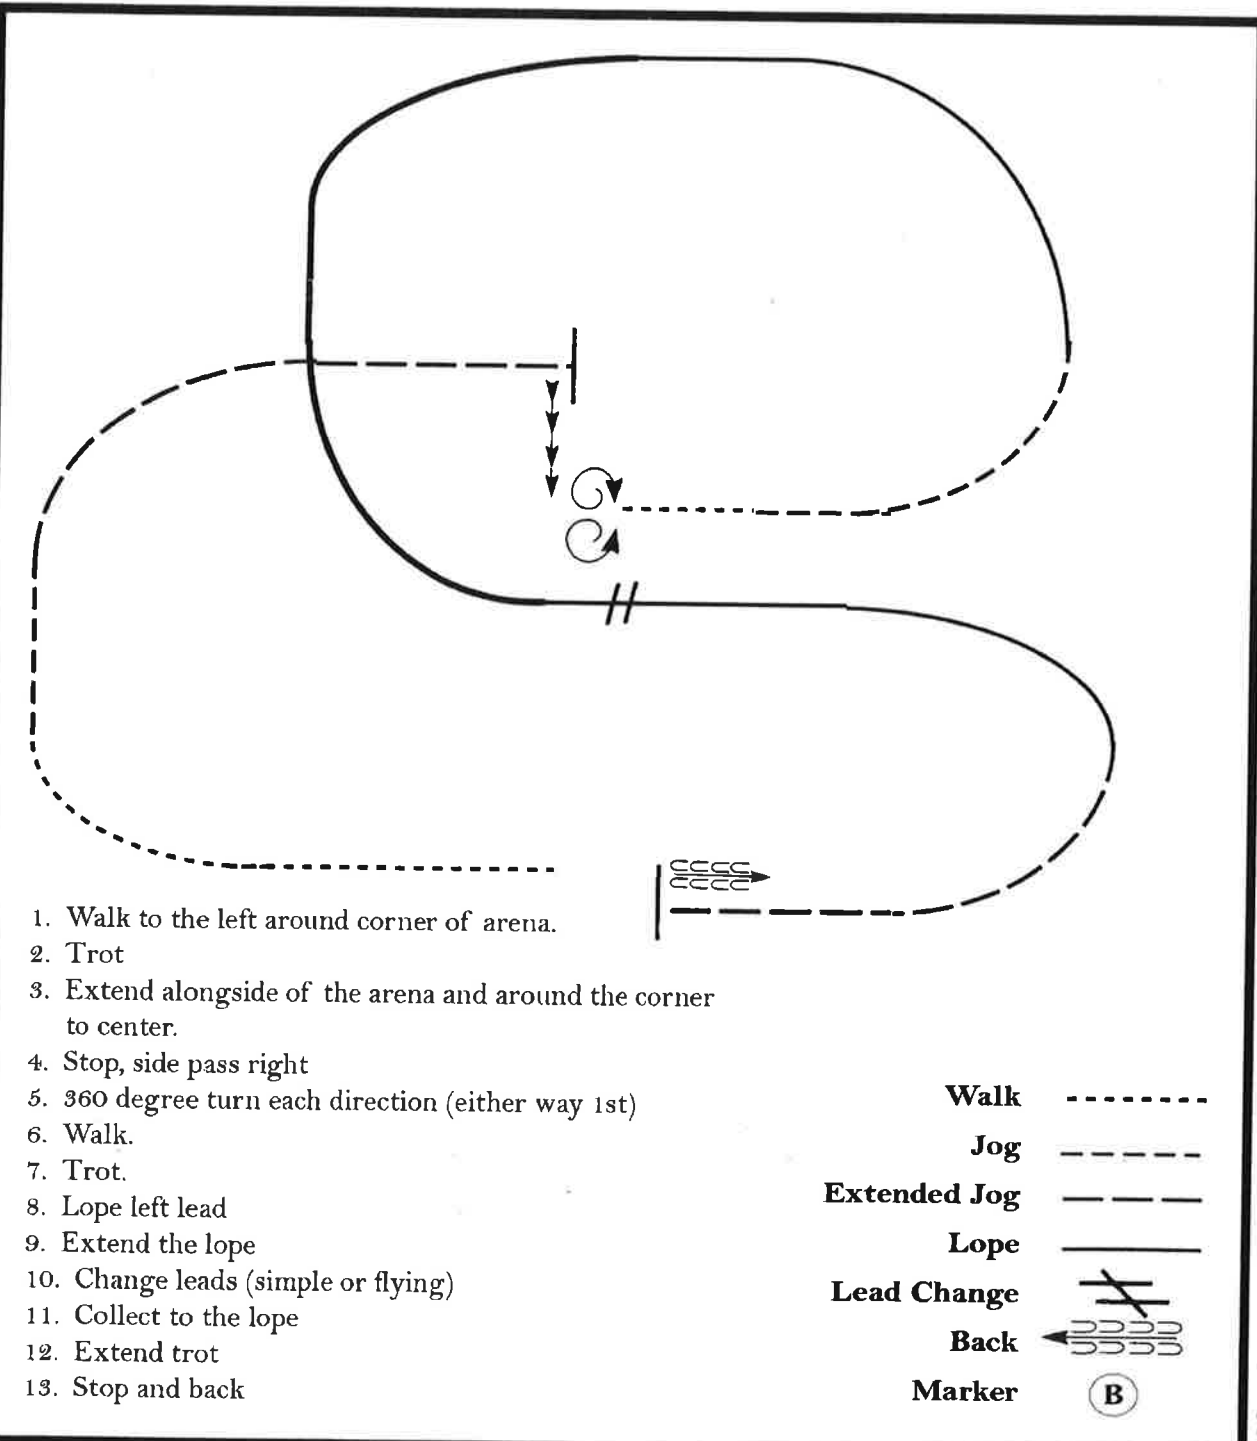 1. Walk to the left around corner of arena.
2. Trot
3. Extend alongside of the arena and around the corner
to center.
4. Stop, side pass right
5. 360 degree turn each direction (either way 1st)
6. Walk.
7. Trot.
8. Lope left lead
9. Extend the lope
10. Change leads (simple or flying)
11. Collect to the lope
12. Extend trot
13. Stop and back
Walk
Jog
Extended Jog
Lope
Lead Change
Back
Marker B